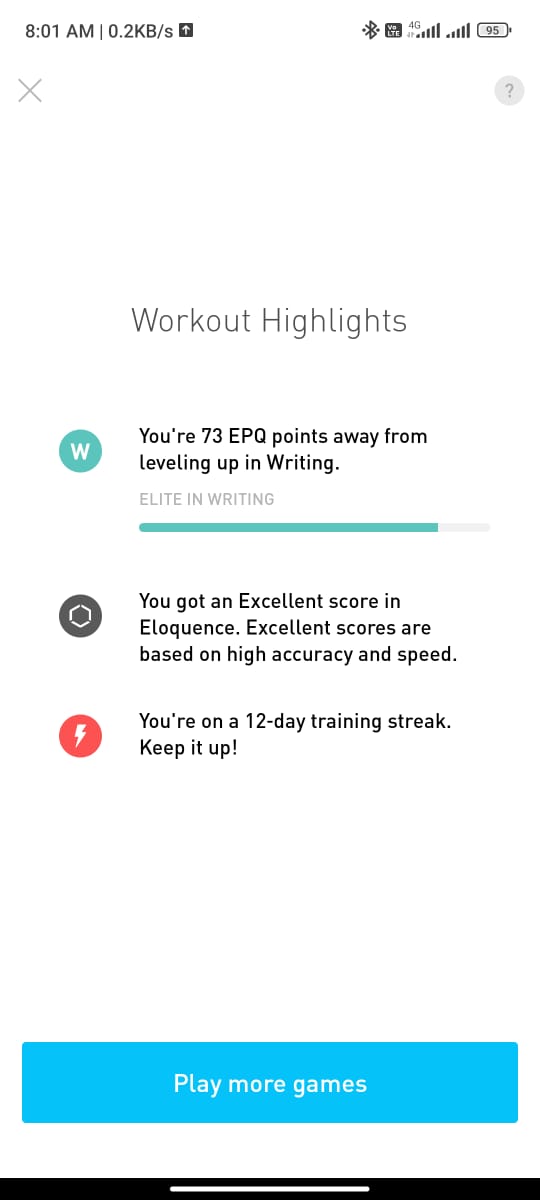 8:01 AM | 0.2KB/s
Vo LTE 4G 95
?
Workout Highlights
W
You're 73 EPQ points away from
leveling up in Writing.
ELITE IN WRITING
You got an Excellent score in
Eloquence. Excellent scores are
based on high accuracy and speed.
You're on a 12-day training streak.
Keep it up!
Play more games